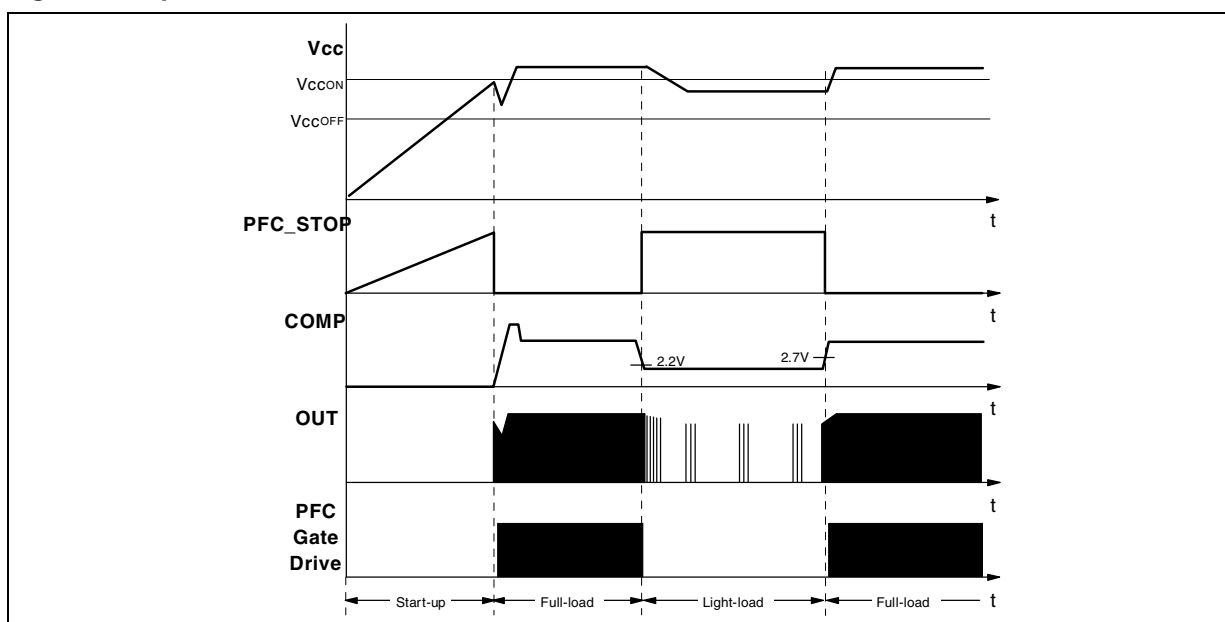 Vcc
VccON
VccOFF
t
PFC_STOP
t
COMP
2.2V
2.7V
t
OUT
t
PFC
Gate
Drive
Start-up
Full-load
Light-load
Full-load
t